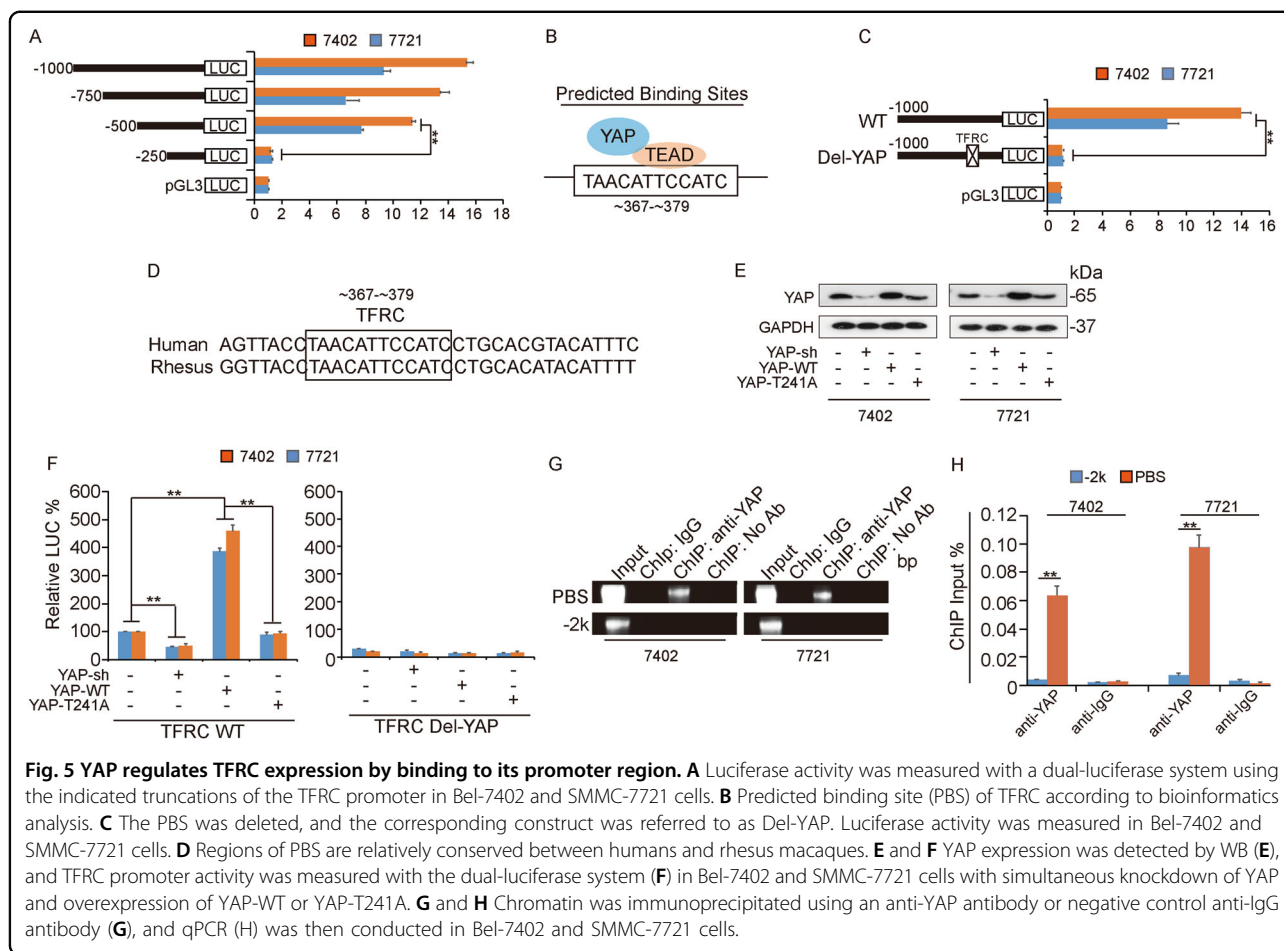 A
7402 7721
-1000 LUC
-750 LUC
-500 LUC
-250 LUC
pGL3 LUC
**
0 2 4 6 8 10 12 14 16 18
B
Predicted Binding Sites
YAP
TEAD
TAACATTCCATC
~367-~379
C
7402 7721
WT -1000 LUC
TFRC
Del-YAP -1000 LUC
pGL3 LUC
**
0 2 4 6 8 10 12 14 16
D
~367-~379
TFRC
Human AGTTACCTAACATTCCATCCTGCACGTACATTTC
Rhesus GGTTACCTAACATTCCATCCTGCACATACATTTT
E
kDa
YAP -65
GAPDH -37
YAP-sh - + - - - + - -
YAP-WT - - + - - - + -
YAP-T241A - - - + - - - +
7402 7721
F
7402 7721
Relative LUC %
600 600
500 500
400 400
300 300
200 200
100 100
0 0
** ** **
YAP-sh - + - - - + - -
YAP-WT - - + - - - + -
YAP-T241A - - - + - - - +
TFRC WT TFRC Del-YAP
G
Input ChIp: IgG ChIP: anti-YAP ChIP: No Ab Input ChIp: IgG ChIP: anti-YAP ChIP: No Ab bp
PBS
-2k
7402 7721
H
-2k PBS
7402 7721
ChIP Input %
0.12
0.10
0.08
0.06
0.04
0.02
0
** **
anti-YAP anti-IgG anti-YAP anti-IgG
Fig. 5 YAP regulates TFRC expression by binding to its promoter region. A Luciferase activity was measured with a dual-luciferase system using
the indicated truncations of the TFRC promoter in Bel-7402 and SMMC-7721 cells. B Predicted binding site (PBS) of TFRC according to bioinformatics
analysis. C The PBS was deleted, and the corresponding construct was referred to as Del-YAP. Luciferase activity was measured in Bel-7402 and
SMMC-7721 cells. D Regions of PBS are relatively conserved between humans and rhesus macaques. E and F YAP expression was detected by WB (E),
and TFRC promoter activity was measured with the dual-luciferase system (F) in Bel-7402 and SMMC-7721 cells with simultaneous knockdown of YAP
and overexpression of YAP-WT or YAP-T241A. G and H Chromatin was immunoprecipitated using an anti-YAP antibody or negative control anti-IgG
antibody (G), and qPCR (H) was then conducted in Bel-7402 and SMMC-7721 cells.